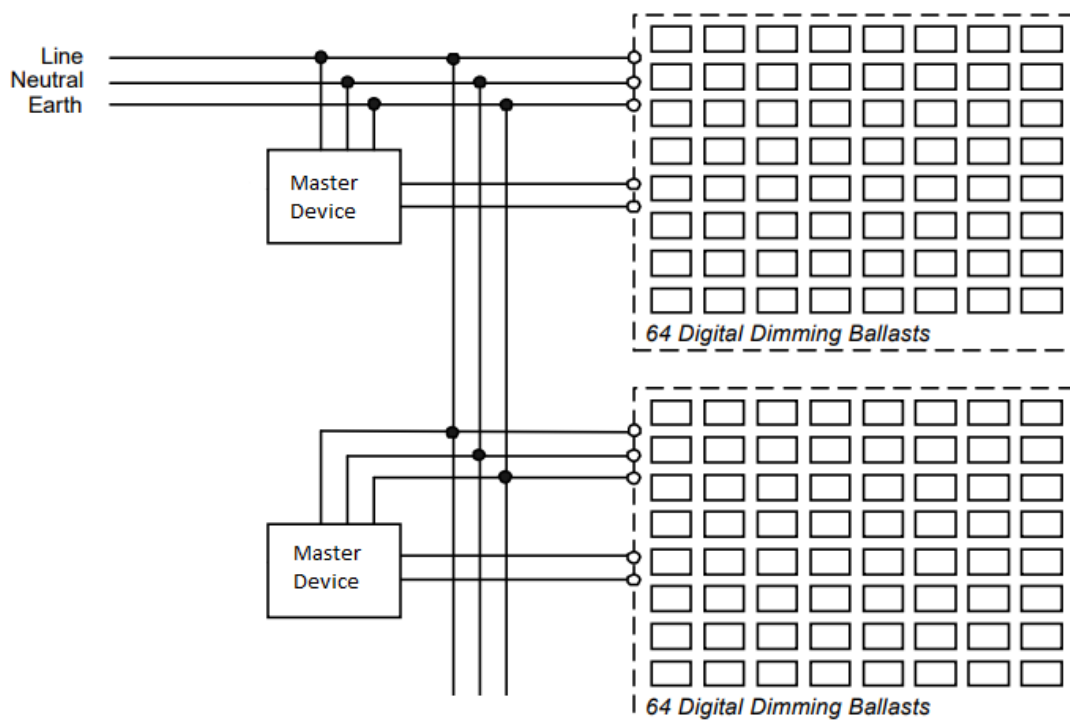 Line
Neutral
Earth
Master
Device
64 Digital Dimming Ballasts
Master
Device
64 Digital Dimming Ballasts